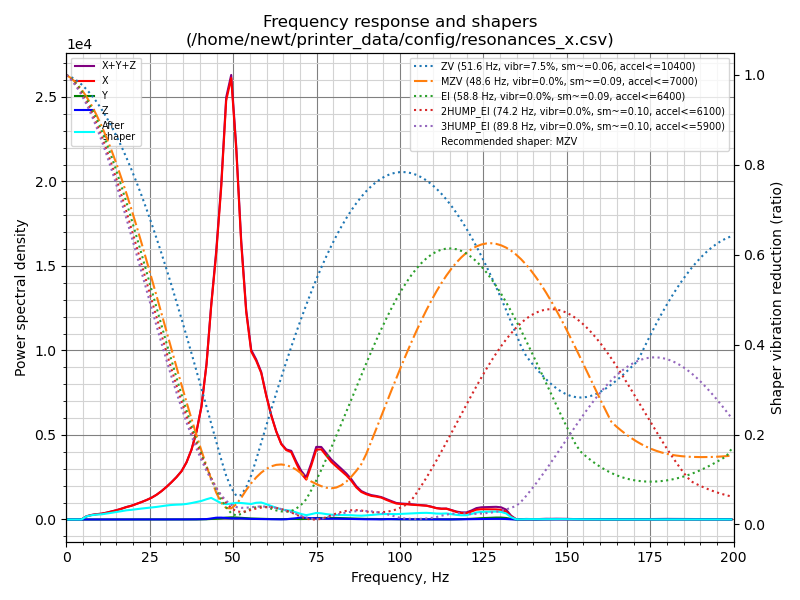 Frequency response and shapers
(/home/newt/printer_data/config/resonances_x.csv)
1e4
X+Y+Z
X
Y
Z
After
shaper
ZV (51.6 Hz, vibr=7.5%, sm~=0.06, accel<=10400)
MZV (48.6 Hz, vibr=0.0%, sm~=0.09, accel<=7000)
EI (58.8 Hz, vibr=0.0%, sm~=0.09, accel<=6400)
2HUMP_EI (74.2 Hz, vibr=0.0%, sm~=0.10, accel<=6100)
3HUMP_EI (89.8 Hz, vibr=0.0%, sm~=0.10, accel<=5900)
Recommended shaper: MZV
Power spectral density
2.5
2.0
1.5
1.0
0.5
0.0
1.0
0.8
0.6
0.4
0.2
0.0
Shaper vibration reduction (ratio)
0 25 50 75 100 125 150 175 200
Frequency, Hz